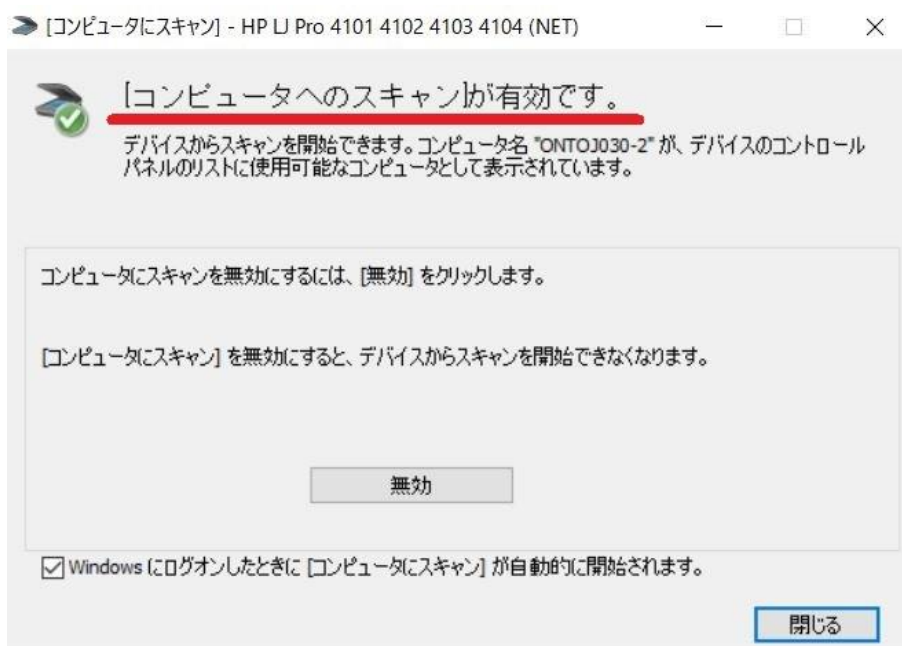 [コンピュータにスキャン] - HP LJ Pro 4101 4102 4103 4104 (NET)
[コンピュータへのスキャン]が有効です。
デバイスからスキャンを開始できます。コンピュータ名 "ONTOJ030-2" が、デバイスのコントロール
パネルのリストに使用可能なコンピュータとして表示されています。
コンピュータにスキャンを無効にするには、[無効] をクリックします。
[コンピュータにスキャン] を無効にすると、デバイスからスキャンを開始できなくなります。
無効
Windows にログオンしたときに [コンピュータにスキャン] が自動的に開始されます。
閉じる